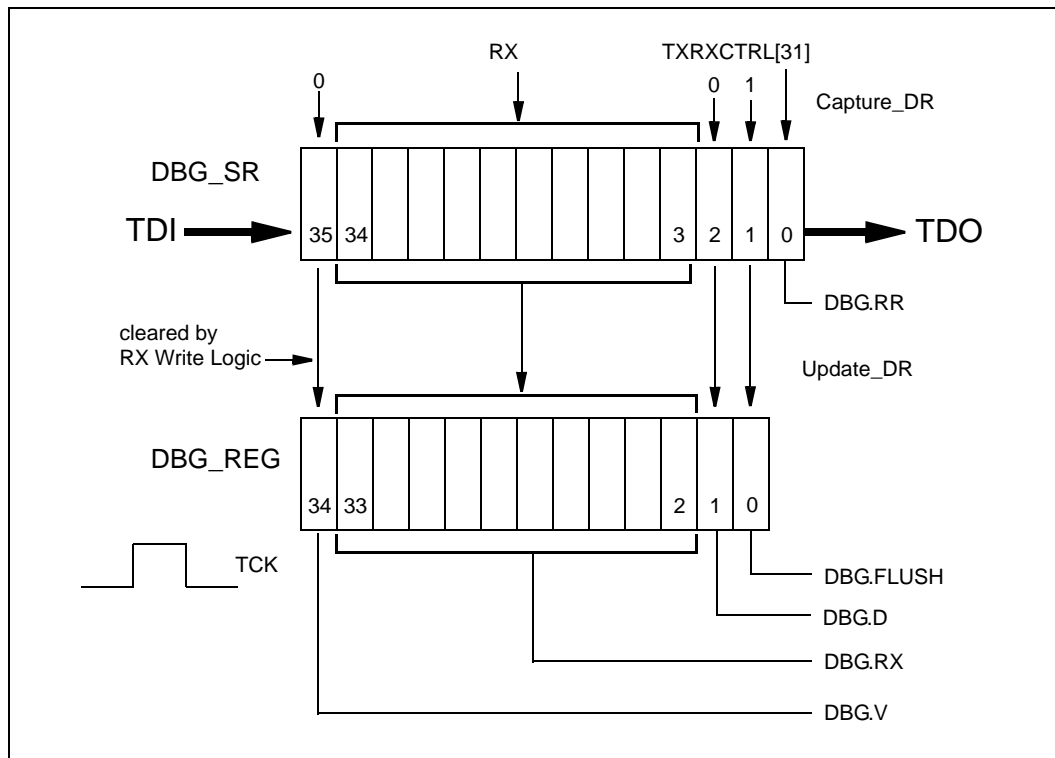 RX
TXRXCTRL[31]
0
0 1
Capture_DR
DBG_SR
TDI
35 34 3 2 1 0
TDO
DBG.RR
cleared by
RX Write Logic
Update_DR
DBG_REG
34 33 2 1 0
TCK
DBG.FLUSH
DBG.D
DBG.RX
DBG.V